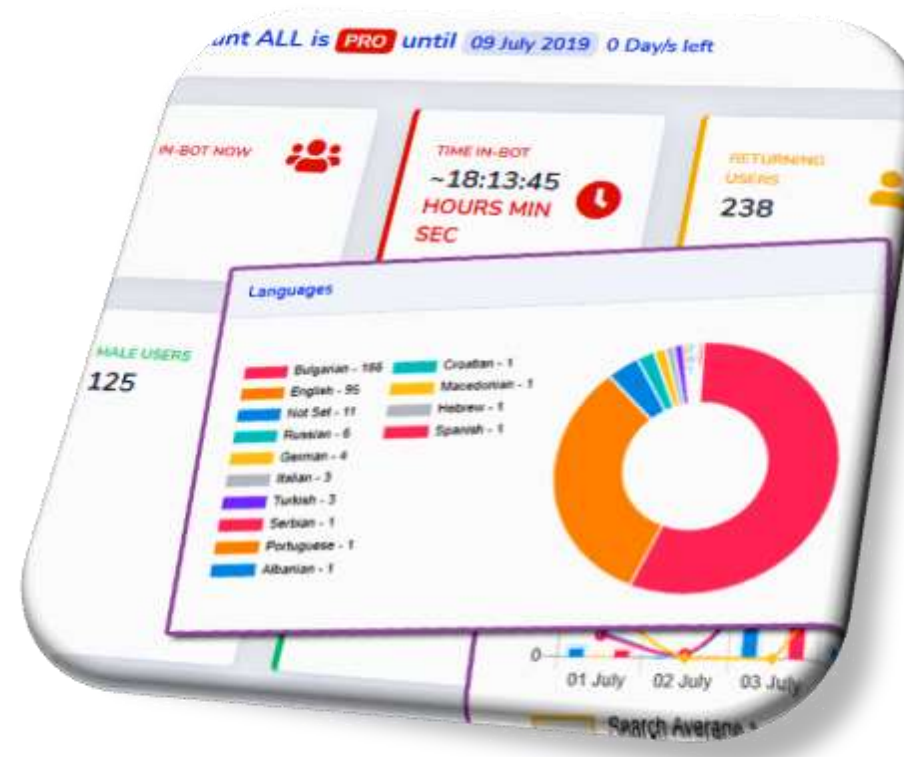 unt ALL is PRO until 09 July 2019 0 Day/s left
IN-BOT NOW
TIME IN-BOT
~18:13:45
HOURS MIN
SEC
RETURNING
USERS
238
MALE USERS
125
Languages
Bulgarian - 188
English - 95
Not Set - 11
Russian - 6
German - 4
Italian - 3
Turkish - 3
Serbian - 1
Portuguese - 1
Albanian - 1
Croatian - 1
Macedonian - 1
Hebrew - 1
Spanish - 1
0
01 July 02 July 03 July
Search Average